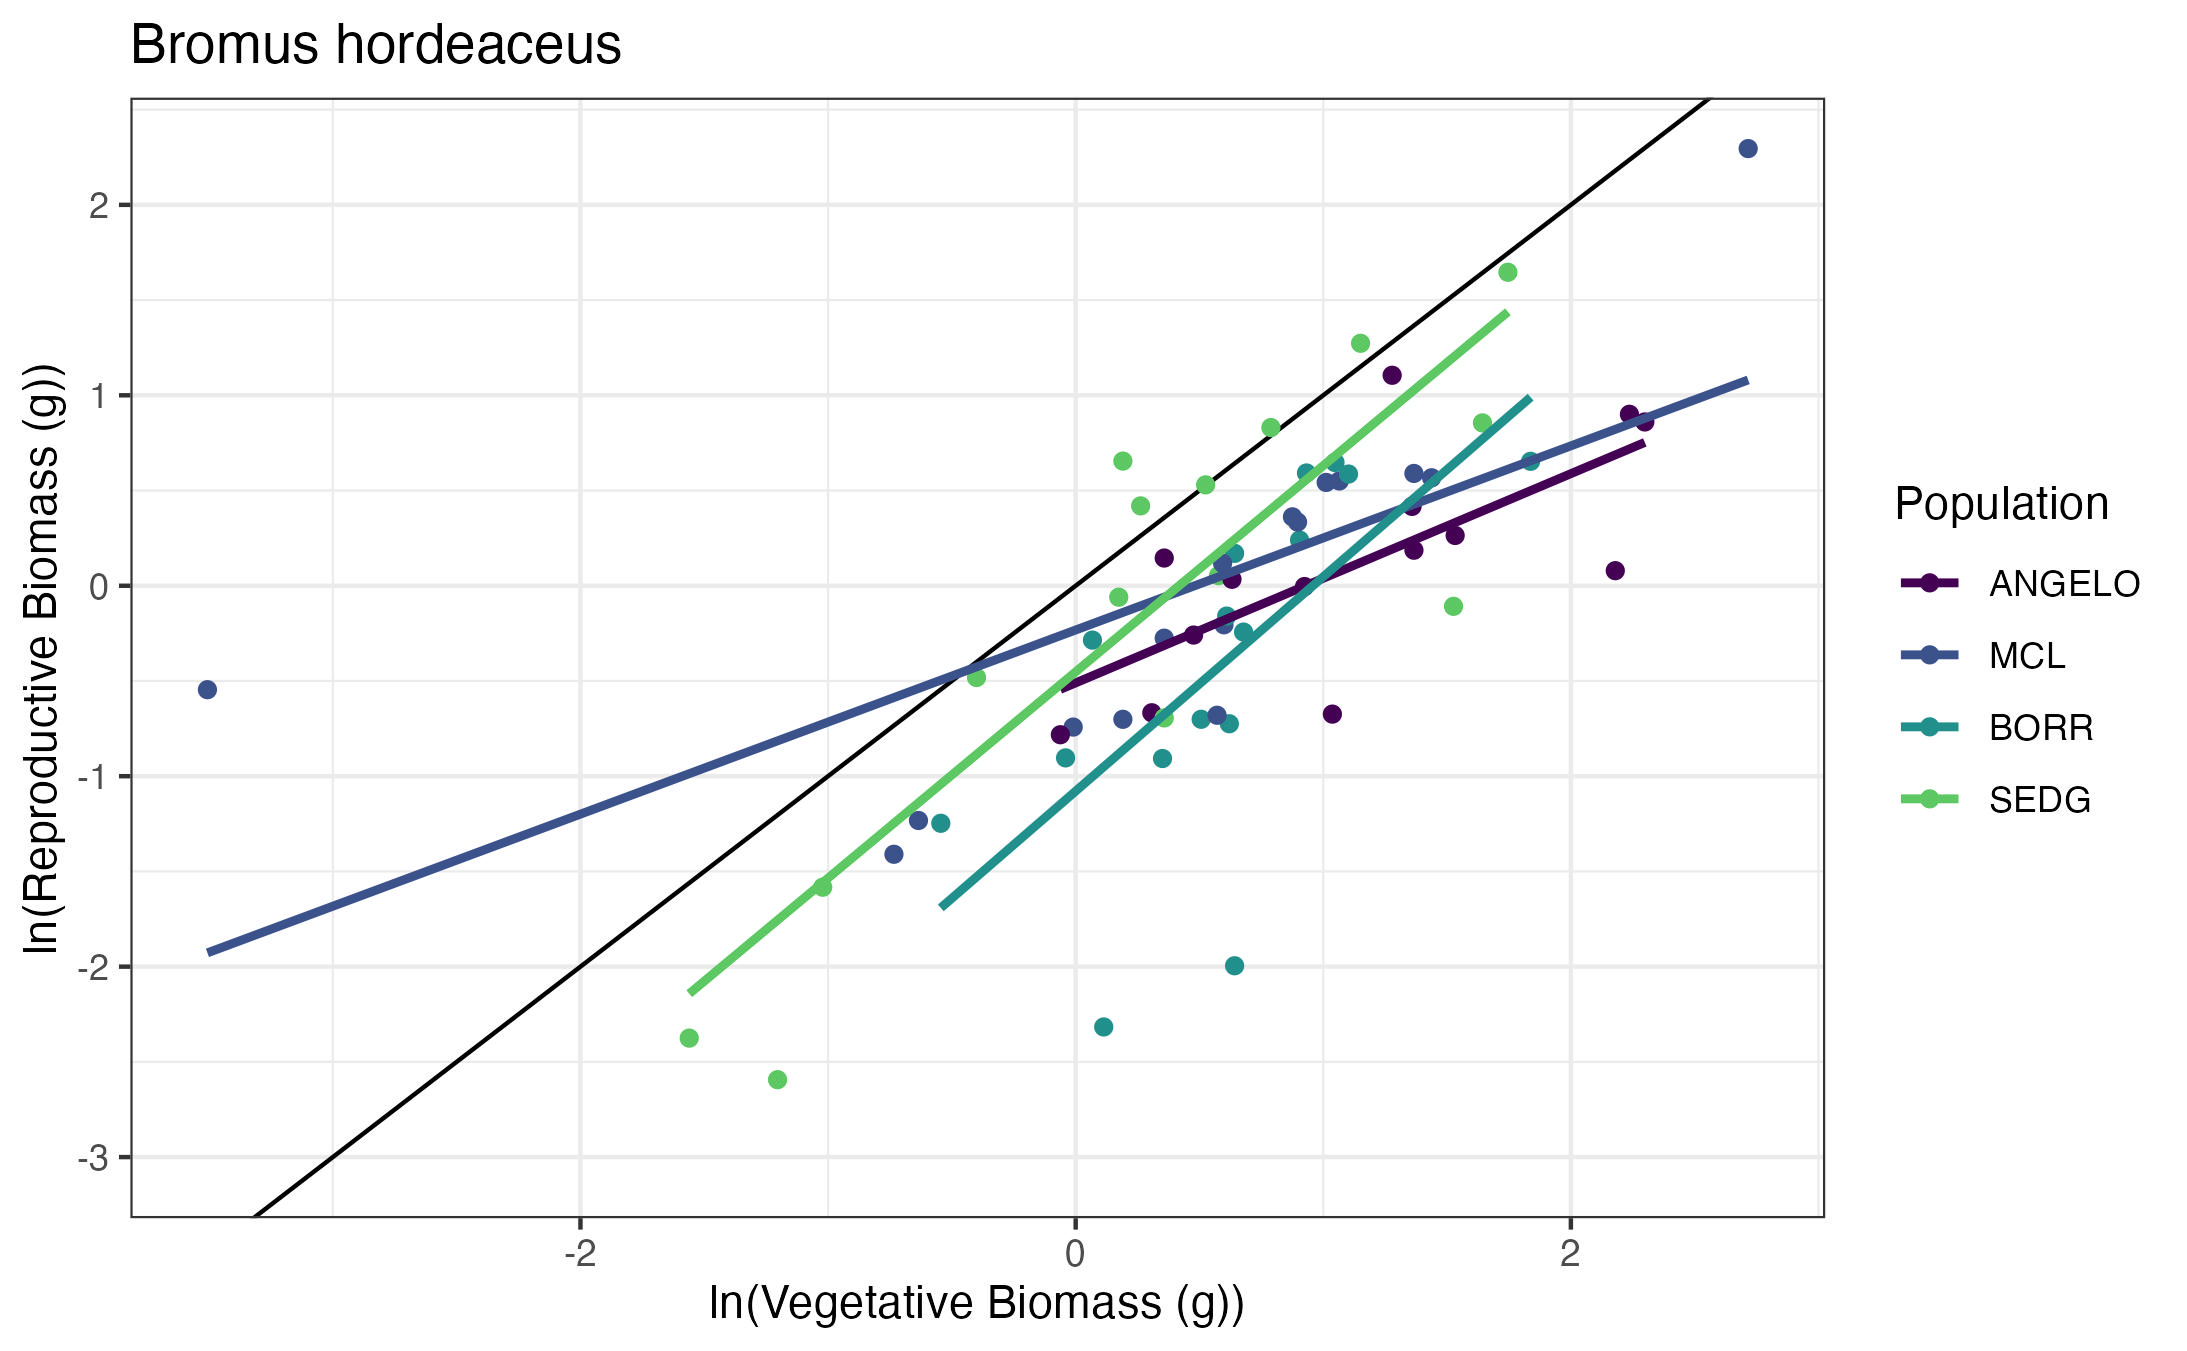 Bromus hordeaceus
ln(Reproductive Biomass (g))
2
1
0
-1
-2
-3
-2
0
2
ln(Vegetative Biomass (g))
Population
ANGELO
MCL
BORR
SEDG